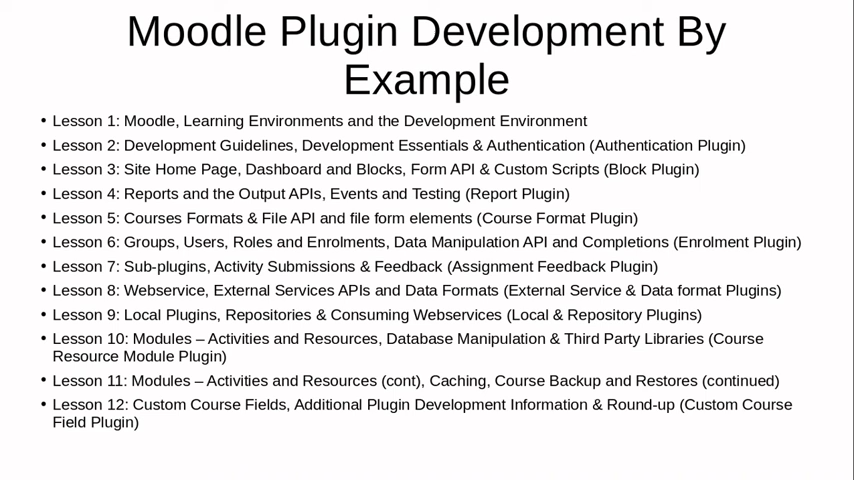 Moodle Plugin Development By
Example
• Lesson 1: Moodle, Learning Environments and the Development Environment
• Lesson 2: Development Guidelines, Development Essentials & Authentication (Authentication Plugin)
• Lesson 3: Site Home Page, Dashboard and Blocks, Form API & Custom Scripts (Block Plugin)
• Lesson 4: Reports and the Output APIs, Events and Testing (Report Plugin)
• Lesson 5: Courses Formats & File API and file form elements (Course Format Plugin)
• Lesson 6: Groups, Users, Roles and Enrolments, Data Manipulation API and Completions (Enrolment Plugin)
• Lesson 7: Sub-plugins, Activity Submissions & Feedback (Assignment Feedback Plugin)
• Lesson 8: Webservice, External Services APIs and Data Formats (External Service & Data format Plugins)
• Lesson 9: Local Plugins, Repositories & Consuming Webservices (Local & Repository Plugins)
• Lesson 10: Modules – Activities and Resources, Database Manipulation & Third Party Libraries (Course
Resource Module Plugin)
• Lesson 11: Modules – Activities and Resources (cont), Caching, Course Backup and Restores (continued)
• Lesson 12: Custom Course Fields, Additional Plugin Development Information & Round-up (Custom Course
Field Plugin)